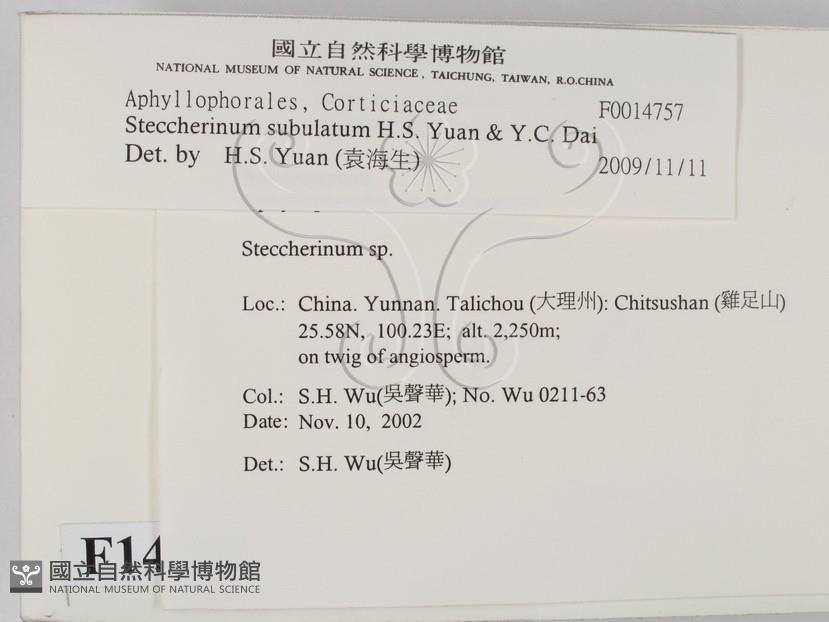 國立自然科學博物館
NATIONAL MUSEUM OF NATURAL SCIENCE, TAICHUNG, TAIWAN, R.O.CHINA
Aphyllophorales, Corticiaceae F0014757
Steccherinum subulatum H.S. Yuan & Y.C. Dai
Det. by H.S. Yuan (袁海生) 2009/11/11
Steccherinum sp.
Loc.: China. Yunnan. Talichou (大理州): Chitsushan (雞足山)
25.58N, 100.23E; alt. 2,250m;
on twig of angiosperm.
Col.: S.H. Wu(吳聲華); No. Wu 0211-63
Date: Nov. 10, 2002
Det.: S.H. Wu(吳聲華)
F14
國立自然科學博物館
NATIONAL MUSEUM OF NATURAL SCIENCE